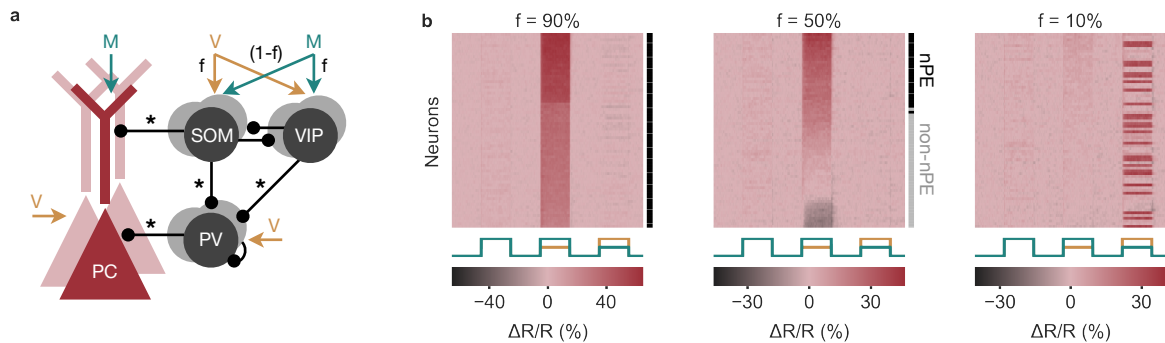 a
M
V
(1-f)
M
f
f
*
SOM
VIP
*
*
V
*
PV
V
PC
b
f = 90%
f = 50%
f = 10%
Neurons
nPE
non-nPE
−40 0 40
−30 0 30
−30 0 30
ΔR/R (%)
ΔR/R (%)
ΔR/R (%)